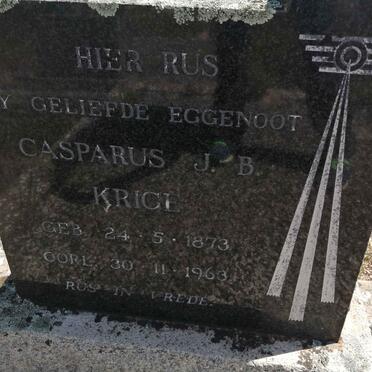 HIER RUS
Y GELIEFDE EGGENOOT
CASPARUS J. B.
KRIGE
GEB. 24 · 5 · 1873
OORL. 30 · 11 · 1963
RUS IN VREDE